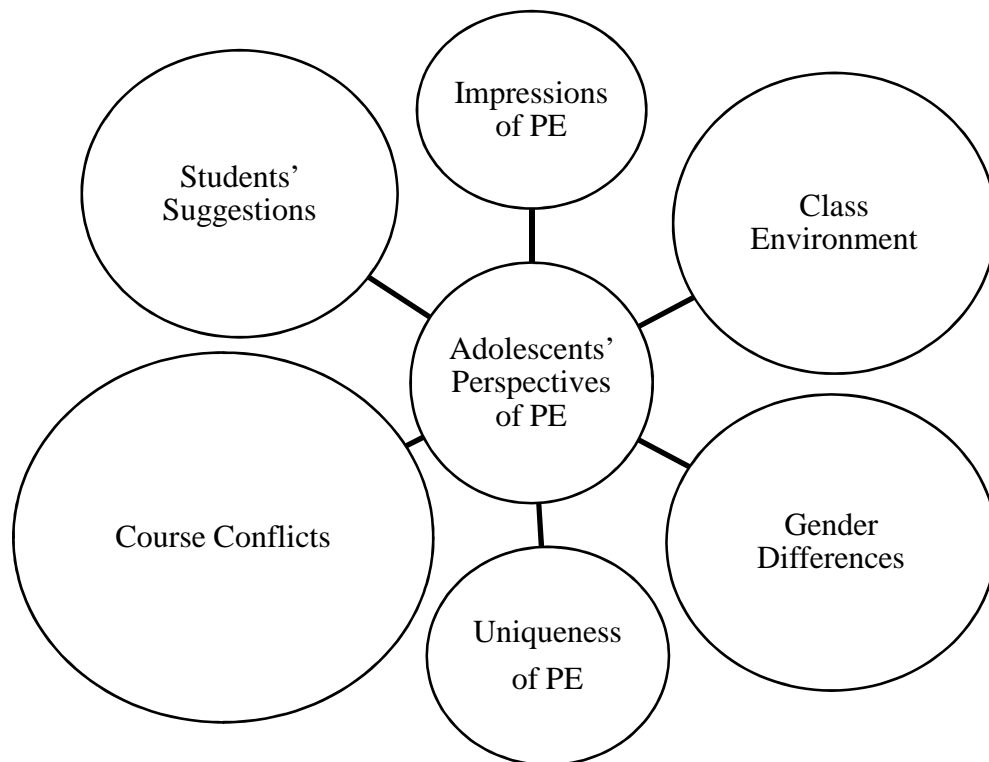 Impressions
of PE
Students’
Suggestions
Class
Environment
Adolescents’
Perspectives
of PE
Course Conflicts
Gender
Differences
Uniqueness
of PE